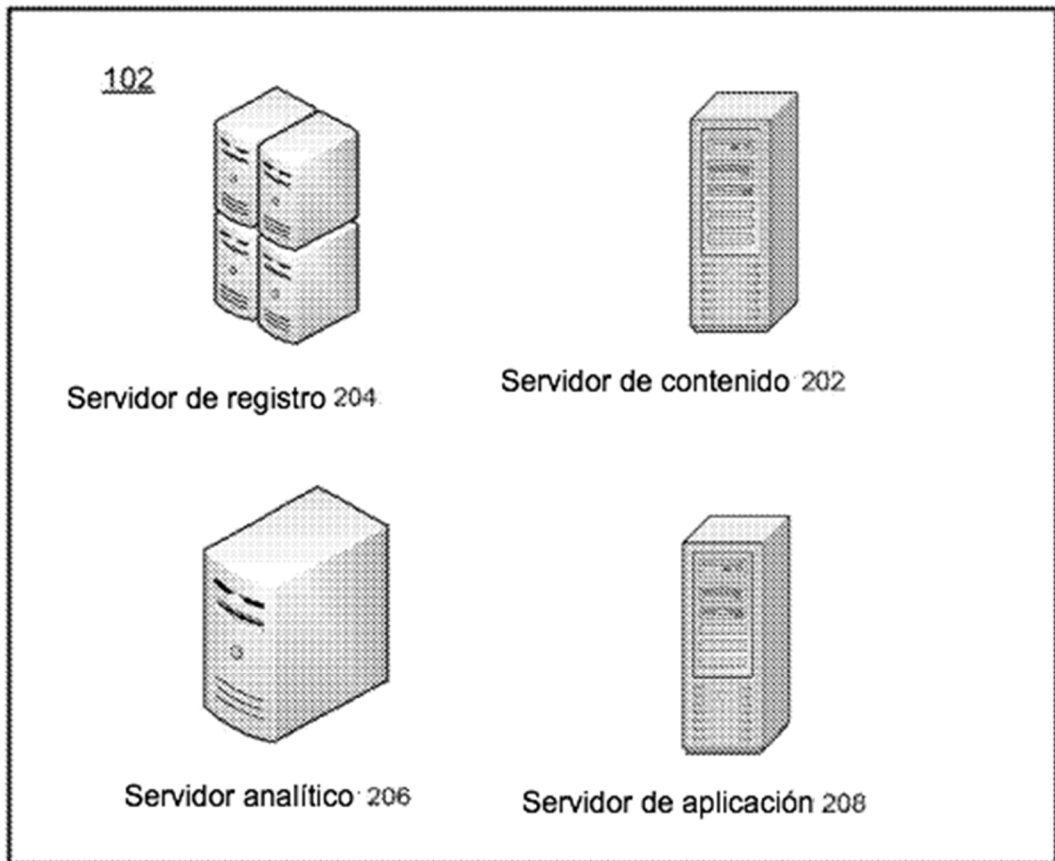 102
Servidor de registro 204
Servidor de contenido 202
Servidor analítico 206
Servidor de aplicación 208